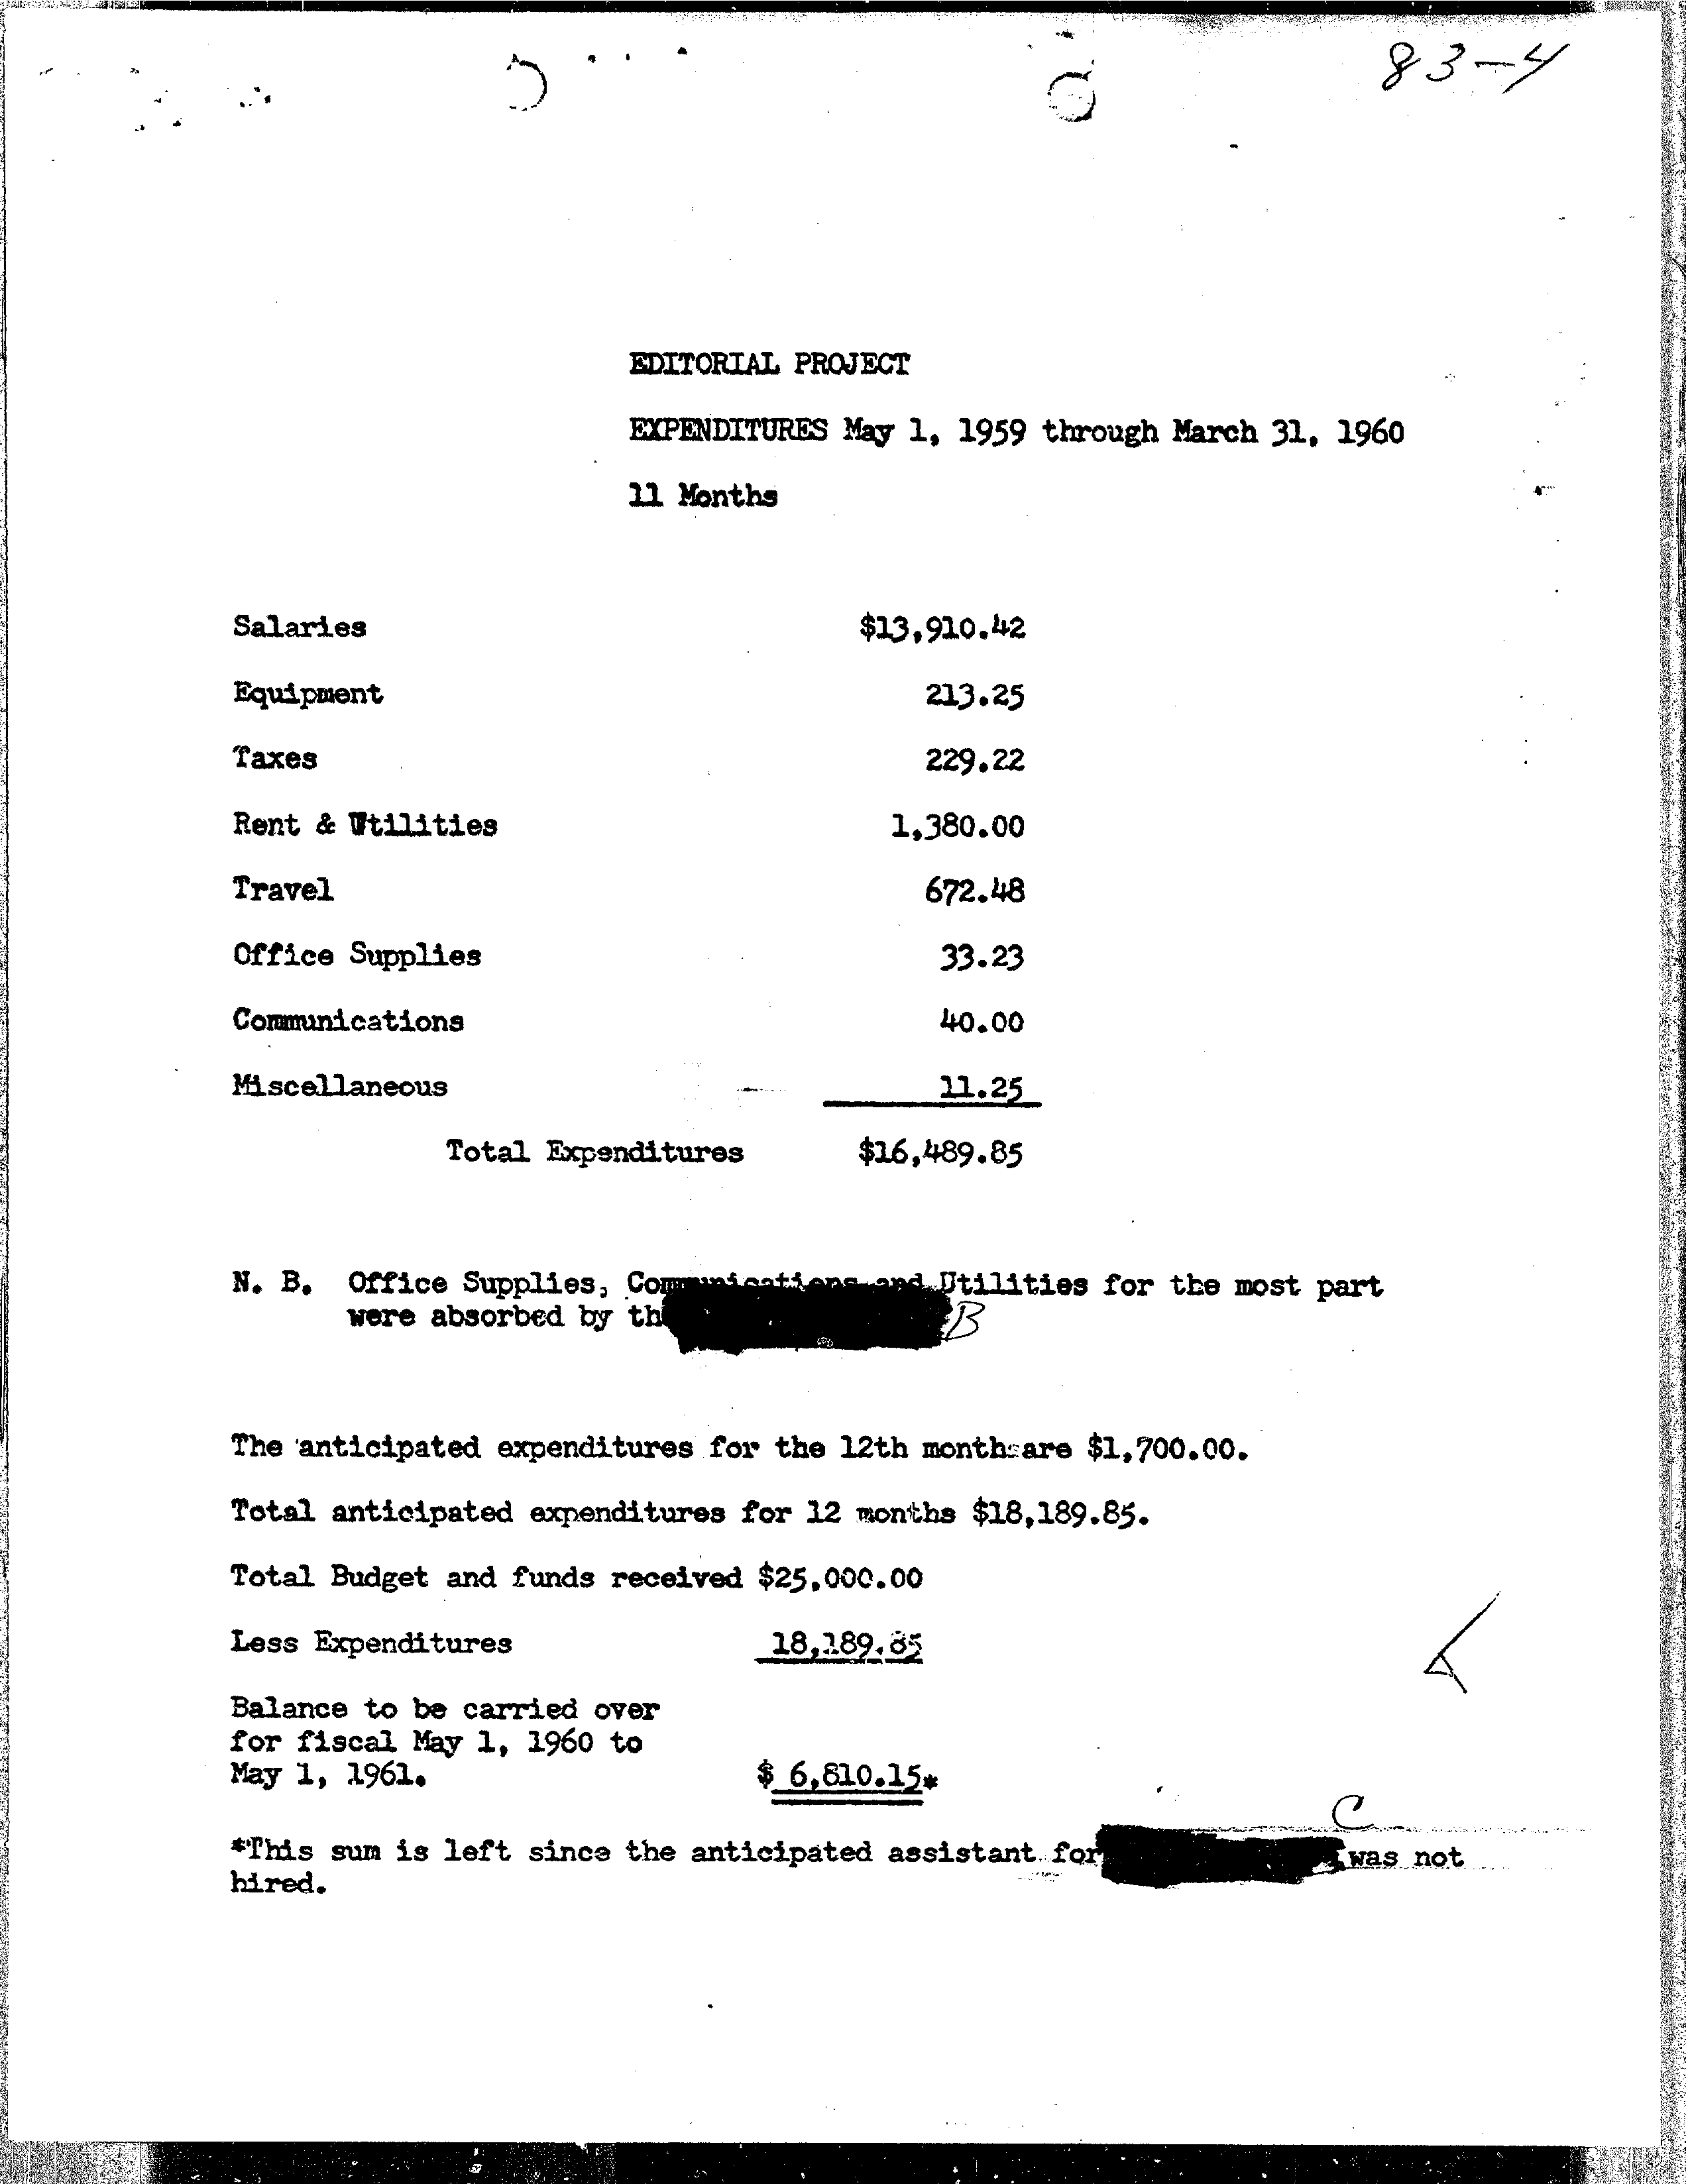 83-4
EDITORIAL PROJECT
EXPENDITURES May 1, 1959 through March 31, 1960
11 Months
Salaries $13,910.42
Equipment 213.25
Taxes 229.22
Rent & Utilities 1,380.00
Travel 672.48
Office Supplies 33.23
Communications 40.00
Miscellaneous 11.25
Total Expenditures $16,489.85
N. B. Office Supplies, Communications and Utilities for the most part
were absorbed by th B
The anticipated expenditures for the 12th month are $1,700.00.
Total anticipated expenditures for 12 months $18,189.85.
Total Budget and funds received $25,000.00
Less Expenditures 18,189.85
Balance to be carried over
for fiscal May 1, 1960 to
May 1, 1961. $ 6,810.15*
C
*This sum is left since the anticipated assistant for was not
hired.